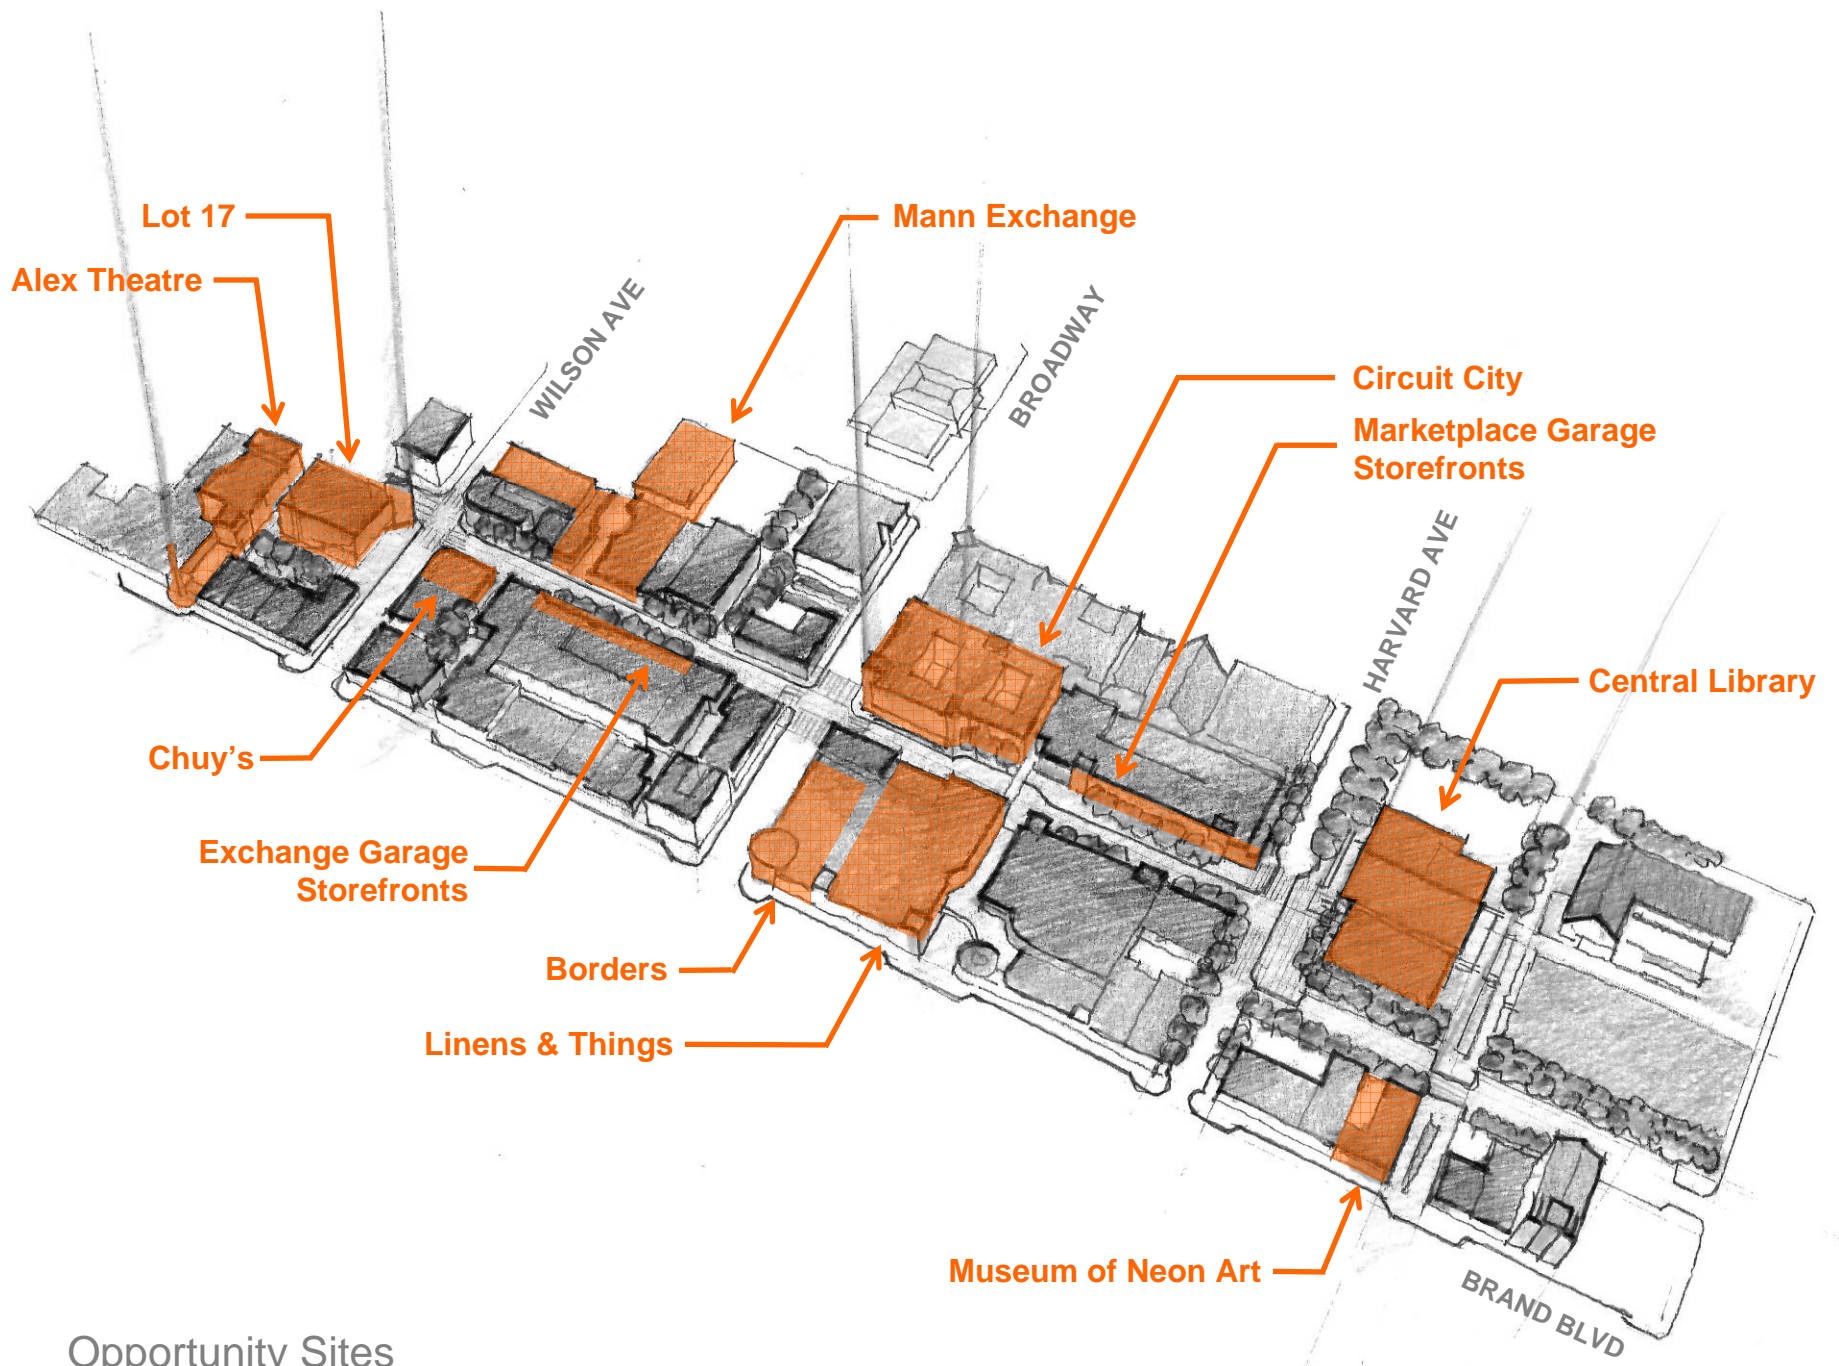 Lot 17
Mann Exchange
Alex Theatre
WILSON AVE
BROADWAY
Circuit City
Marketplace Garage
Storefronts
HARVARD AVE
Central Library
Chuy's
Exchange Garage
Storefronts
Borders
Linens & Things
Museum of Neon Art
BRAND BLVD
Opportunity Sites